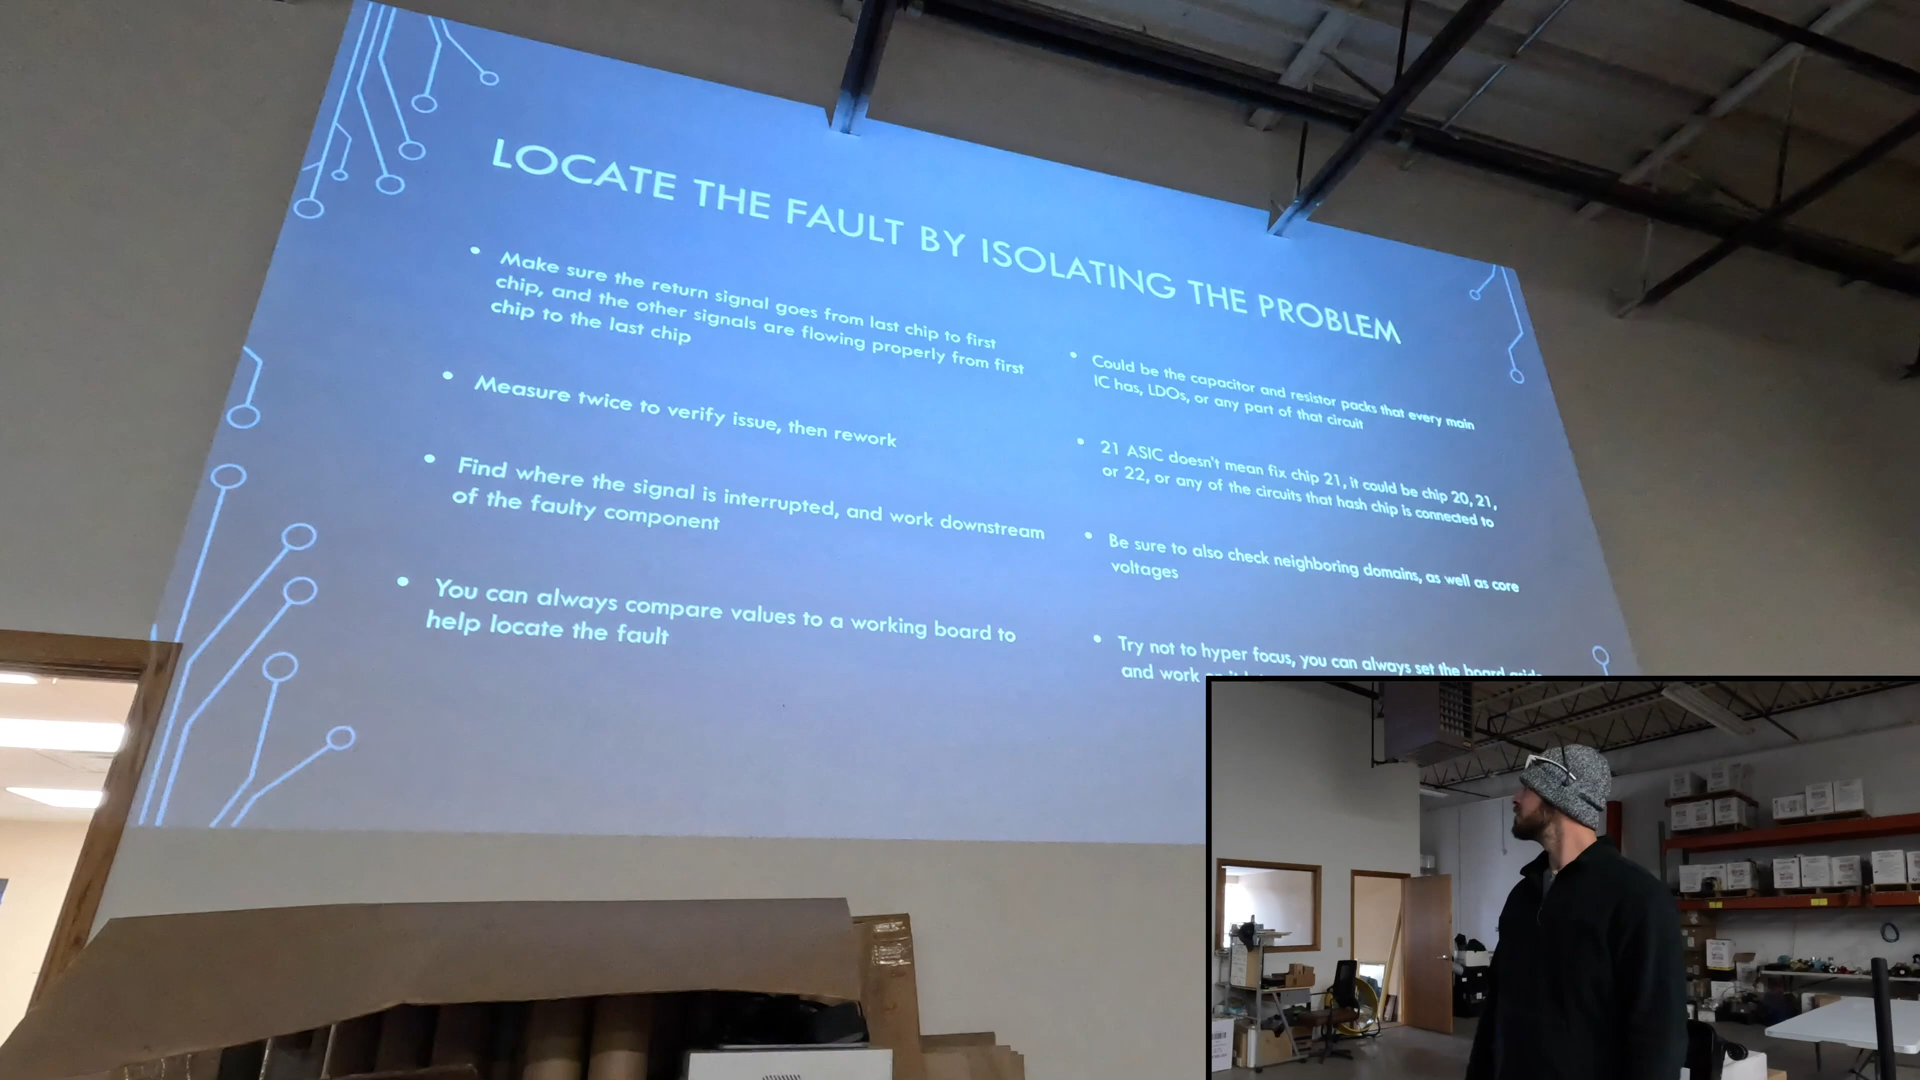 LOCATE THE FAULT BY ISOLATING THE PROBLEM
• Make sure the return signal goes from last chip to first
chip, and the other signals are flowing properly from first
chip to the last chip
• Measure twice to verify issue, then rework
• Find where the signal is interrupted, and work downstream
of the faulty component
• You can always compare values to a working board to
help locate the fault
• Could be the capacitor and resistor packs that every main
IC has, LDOs, or any part of that circuit
• 21 ASIC doesn't mean fix chip 21, it could be chip 20, 21,
or 22, or any of the circuits that hash chip is connected to
• Be sure to also check neighboring domains, as well as core
voltages
• Try not to hyper focus, you can always set the board
and work